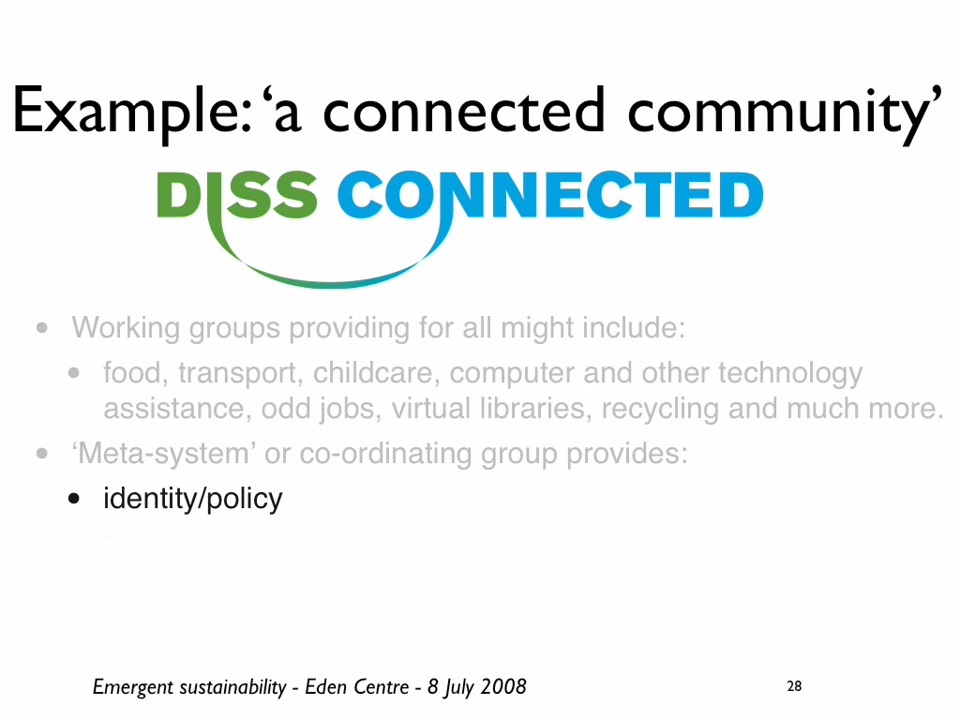 Example: ‘a connected community’
DISS CONNECTED
• Working groups providing for all might include:
• food, transport, childcare, computer and other technology
assistance, odd jobs, virtual libraries, recycling and much more.
• ‘Meta-system’ or co-ordinating group provides:
• identity/policy
Emergent sustainability - Eden Centre - 8 July 2008
28